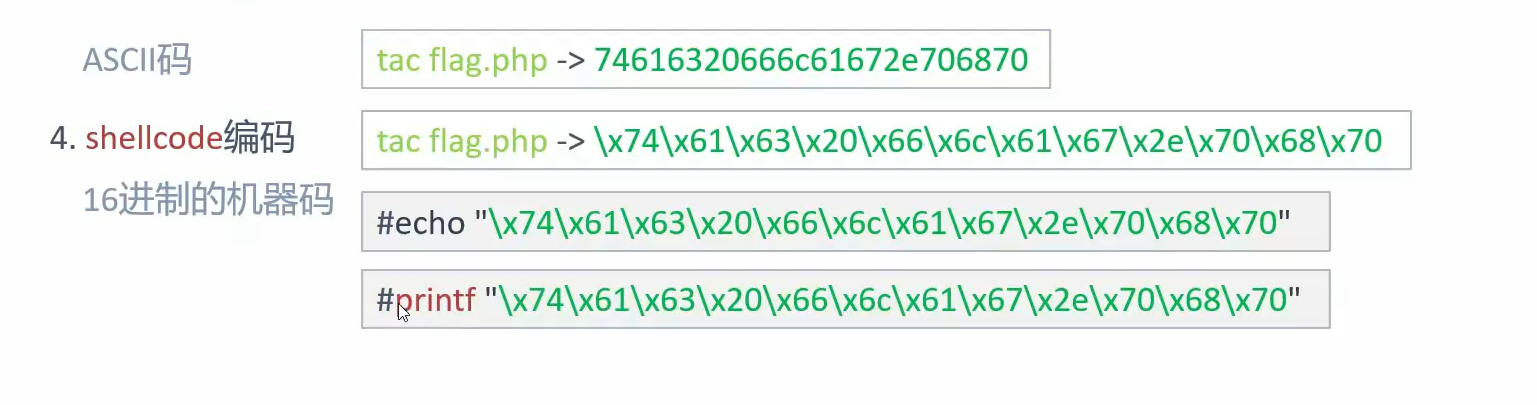 ASCII码 tac flag.php -> 74616320666c61672e706870
4. shellcode编码 tac flag.php -> \x74\x61\x63\x20\x66\x6c\x61\x67\x2e\x70\x68\x70
16进制的机器码 #echo "\x74\x61\x63\x20\x66\x6c\x61\x67\x2e\x70\x68\x70"
#printf "\x74\x61\x63\x20\x66\x6c\x61\x67\x2e\x70\x68\x70"